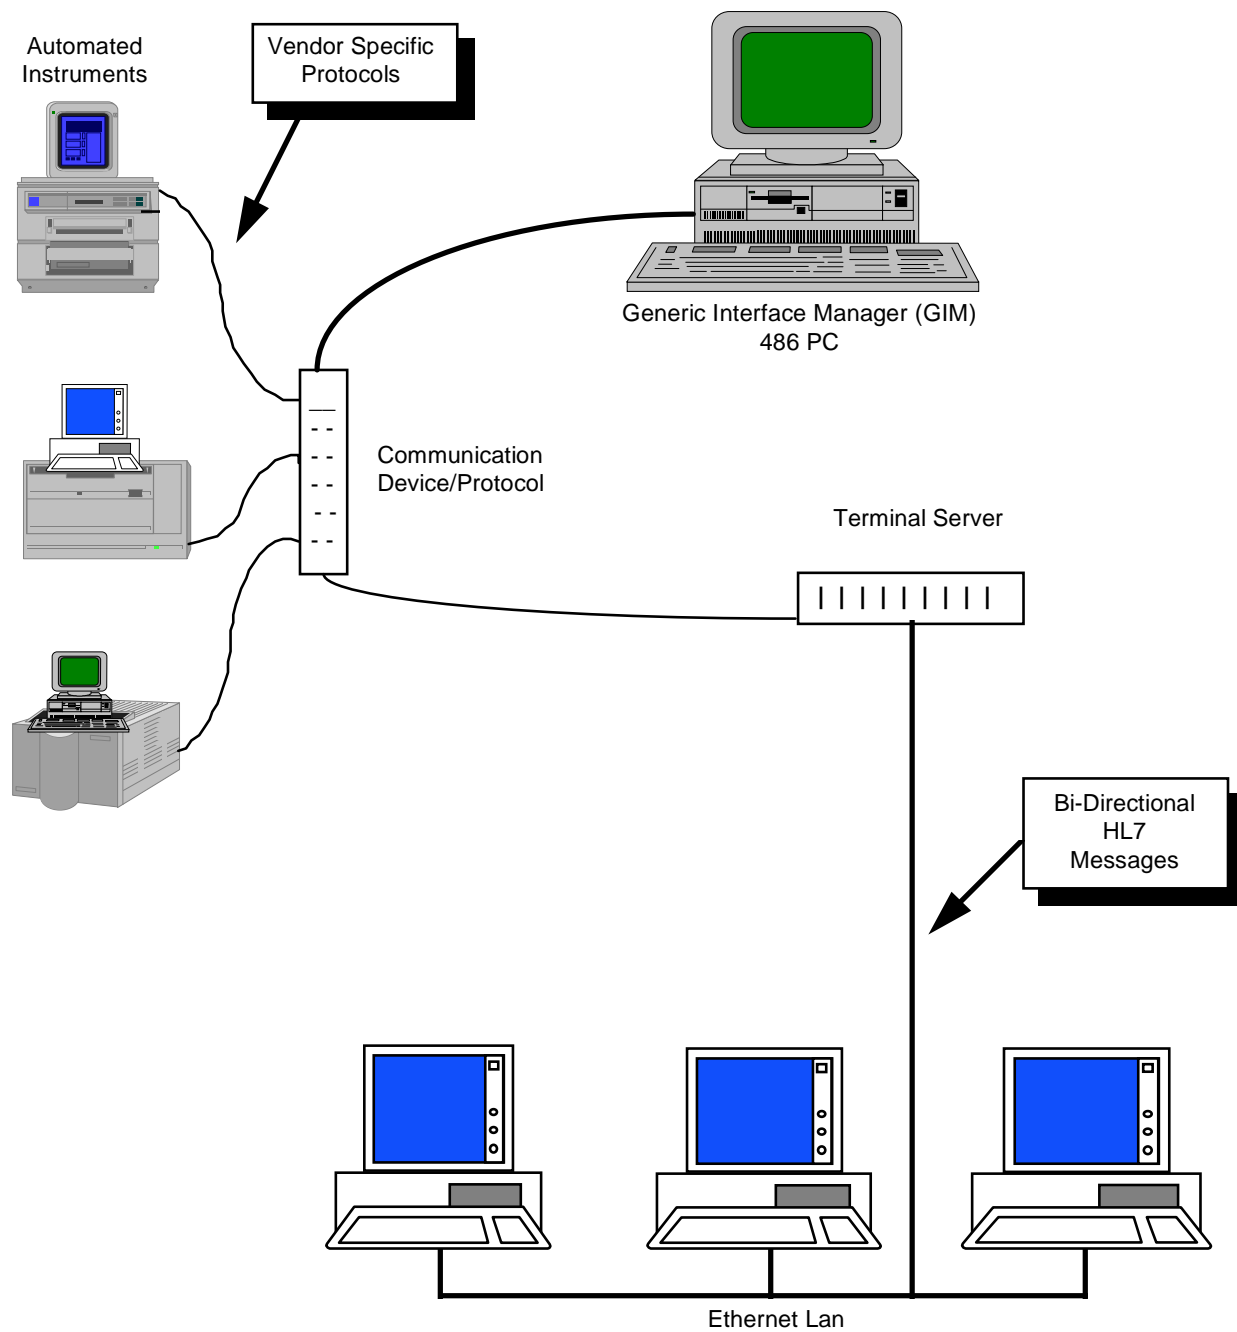 Automated
Instruments
Vendor Specific
Protocols
Generic Interface Manager (GIM)
486 PC
Communication
Device/Protocol
Terminal Server
Bi-Directional
HL7
Messages
Ethernet Lan